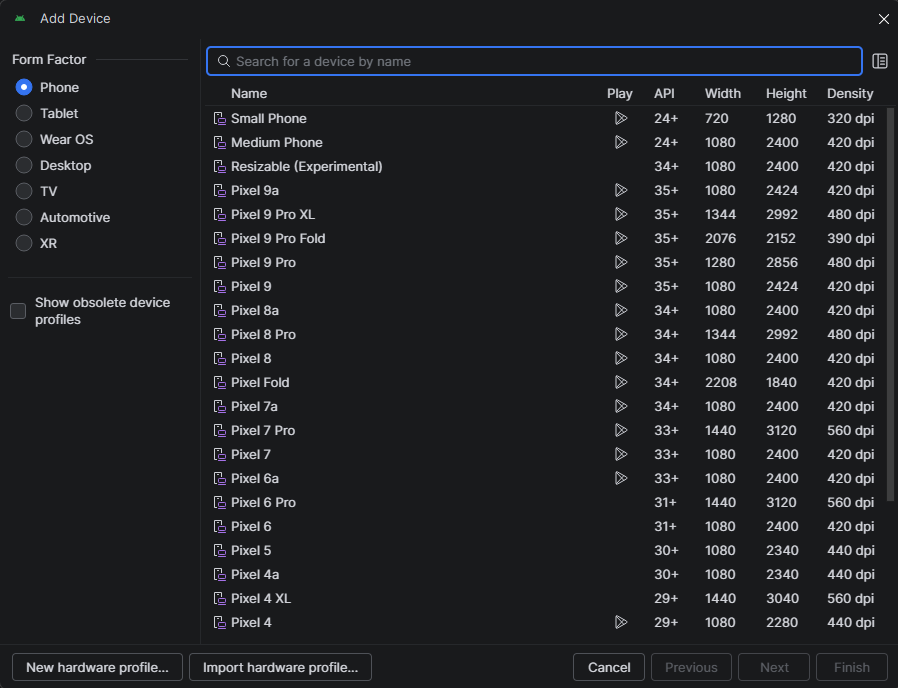 Add Device
Form Factor
Phone
Tablet
Wear OS
Desktop
TV
Automotive
XR
Show obsolete device
profiles
Search for a device by name
Name Play API Width Height Density
Small Phone 24+ 720 1280 320 dpi
Medium Phone 24+ 1080 2400 420 dpi
Resizable (Experimental) 34+ 1080 2400 420 dpi
Pixel 9a 35+ 1080 2424 420 dpi
Pixel 9 Pro XL 35+ 1344 2992 480 dpi
Pixel 9 Pro Fold 35+ 2076 2152 390 dpi
Pixel 9 Pro 35+ 1280 2856 480 dpi
Pixel 9 35+ 1080 2424 420 dpi
Pixel 8a 34+ 1080 2400 420 dpi
Pixel 8 Pro 34+ 1344 2992 480 dpi
Pixel 8 34+ 1080 2400 420 dpi
Pixel Fold 34+ 2208 1840 420 dpi
Pixel 7a 34+ 1080 2400 420 dpi
Pixel 7 Pro 33+ 1440 3120 560 dpi
Pixel 7 33+ 1080 2400 420 dpi
Pixel 6a 33+ 1080 2400 420 dpi
Pixel 6 Pro 31+ 1440 3120 560 dpi
Pixel 6 31+ 1080 2400 420 dpi
Pixel 5 30+ 1080 2340 440 dpi
Pixel 4a 30+ 1080 2340 440 dpi
Pixel 4 XL 29+ 1440 3040 560 dpi
Pixel 4 29+ 1080 2280 440 dpi
New hardware profile... Import hardware profile... Cancel Previous Next Finish